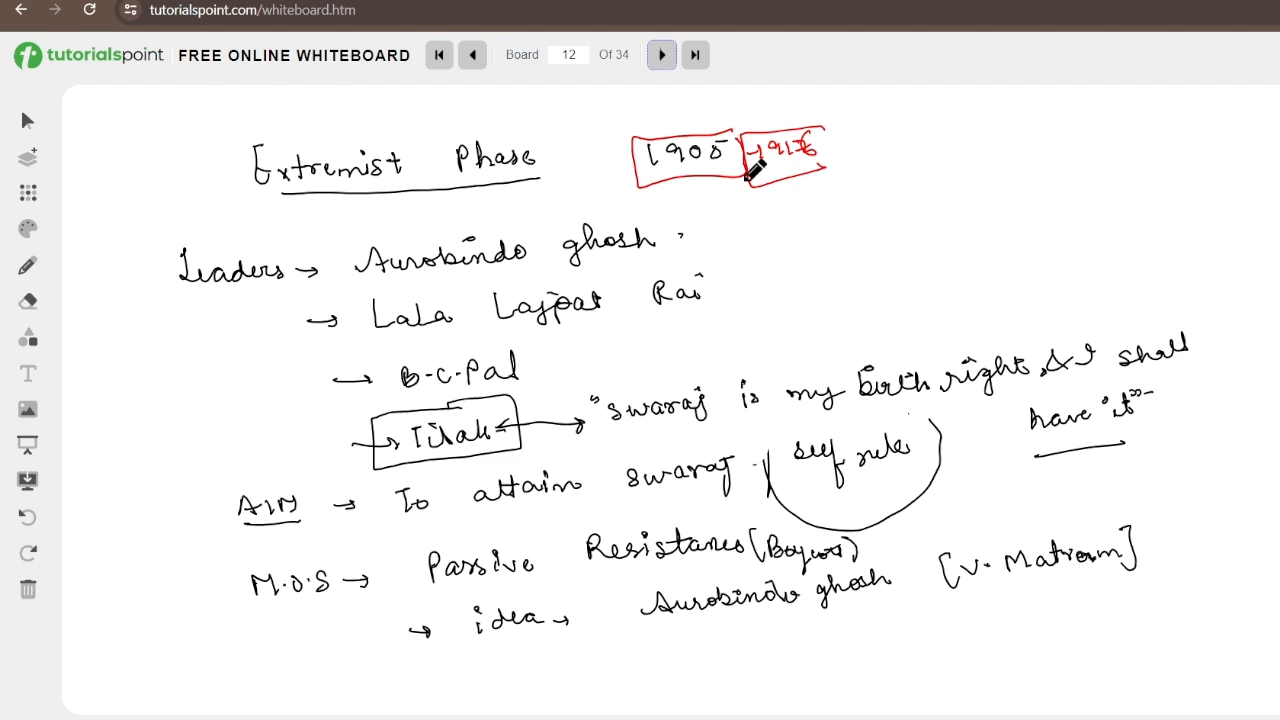 tutorialspoint.com/whiteboard.htm
tutorialspoint FREE ONLINE WHITEBOARD Board 12 Of 34
Extremist Phase 1905 - 1916
Leaders → Aurobindo ghosh
→ Lala Lajpat Rai
→ B.C. Pal
→ Tilak "swaraj is my birth right, & I shall have it"
AIM → To attain swaraj (self rule)
M.O.S → Passive Resistance (Boycott)
→ idea → Aurobindo ghosh [V. Matram]